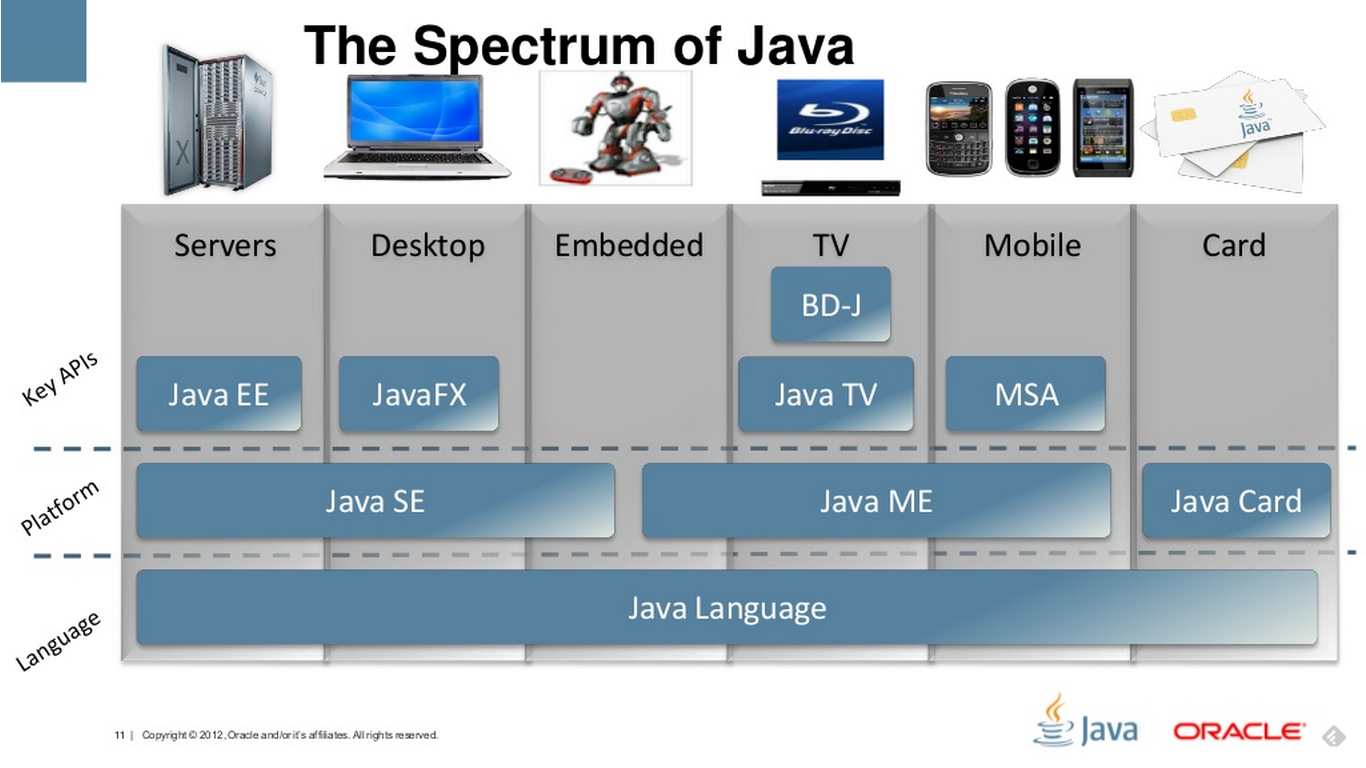 The Spectrum of Java
Blu-ray Disc
Java
Servers
Desktop
Embedded
TV
Mobile
Card
BD-J
Key APIs
Java EE
JavaFX
Java TV
MSA
Platform
Java SE
Java ME
Java Card
Language
Java Language
11 | Copyright © 2012, Oracle and/or it's affiliates. All rights reserved.
Java
ORACLE